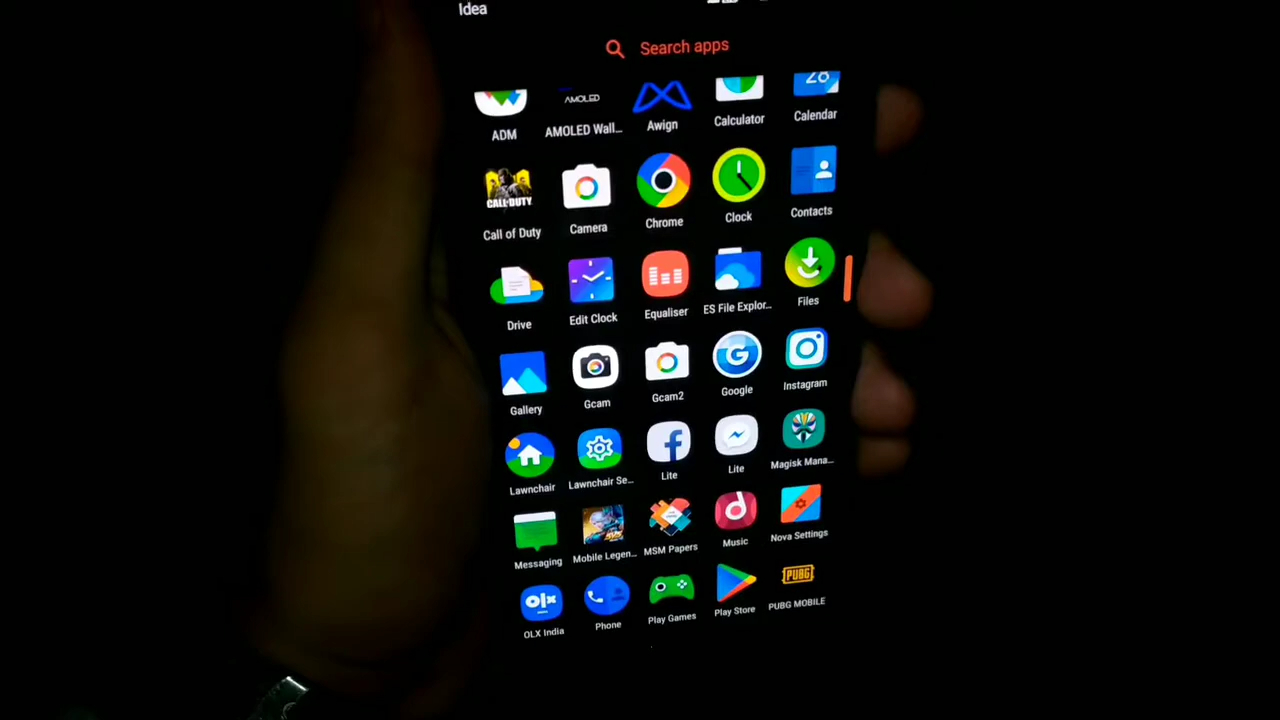 Idea
Search apps
28
AMOLED
ADM AMOLED Wall... Awign Calculator Calendar
CALL OF DUTY
Call of Duty Camera Chrome Clock Contacts
Drive Edit Clock Equaliser ES File Explor... Files
G
Gallery Gcam Gcam2 Google Instagram
Lawnchair Lawnchair Se... Lite Lite Magisk Mana...
Messaging Mobile Legen... MSM Papers Music Nova Settings
olx PUBG
OLX India Phone Play Games Play Store PUBG MOBILE